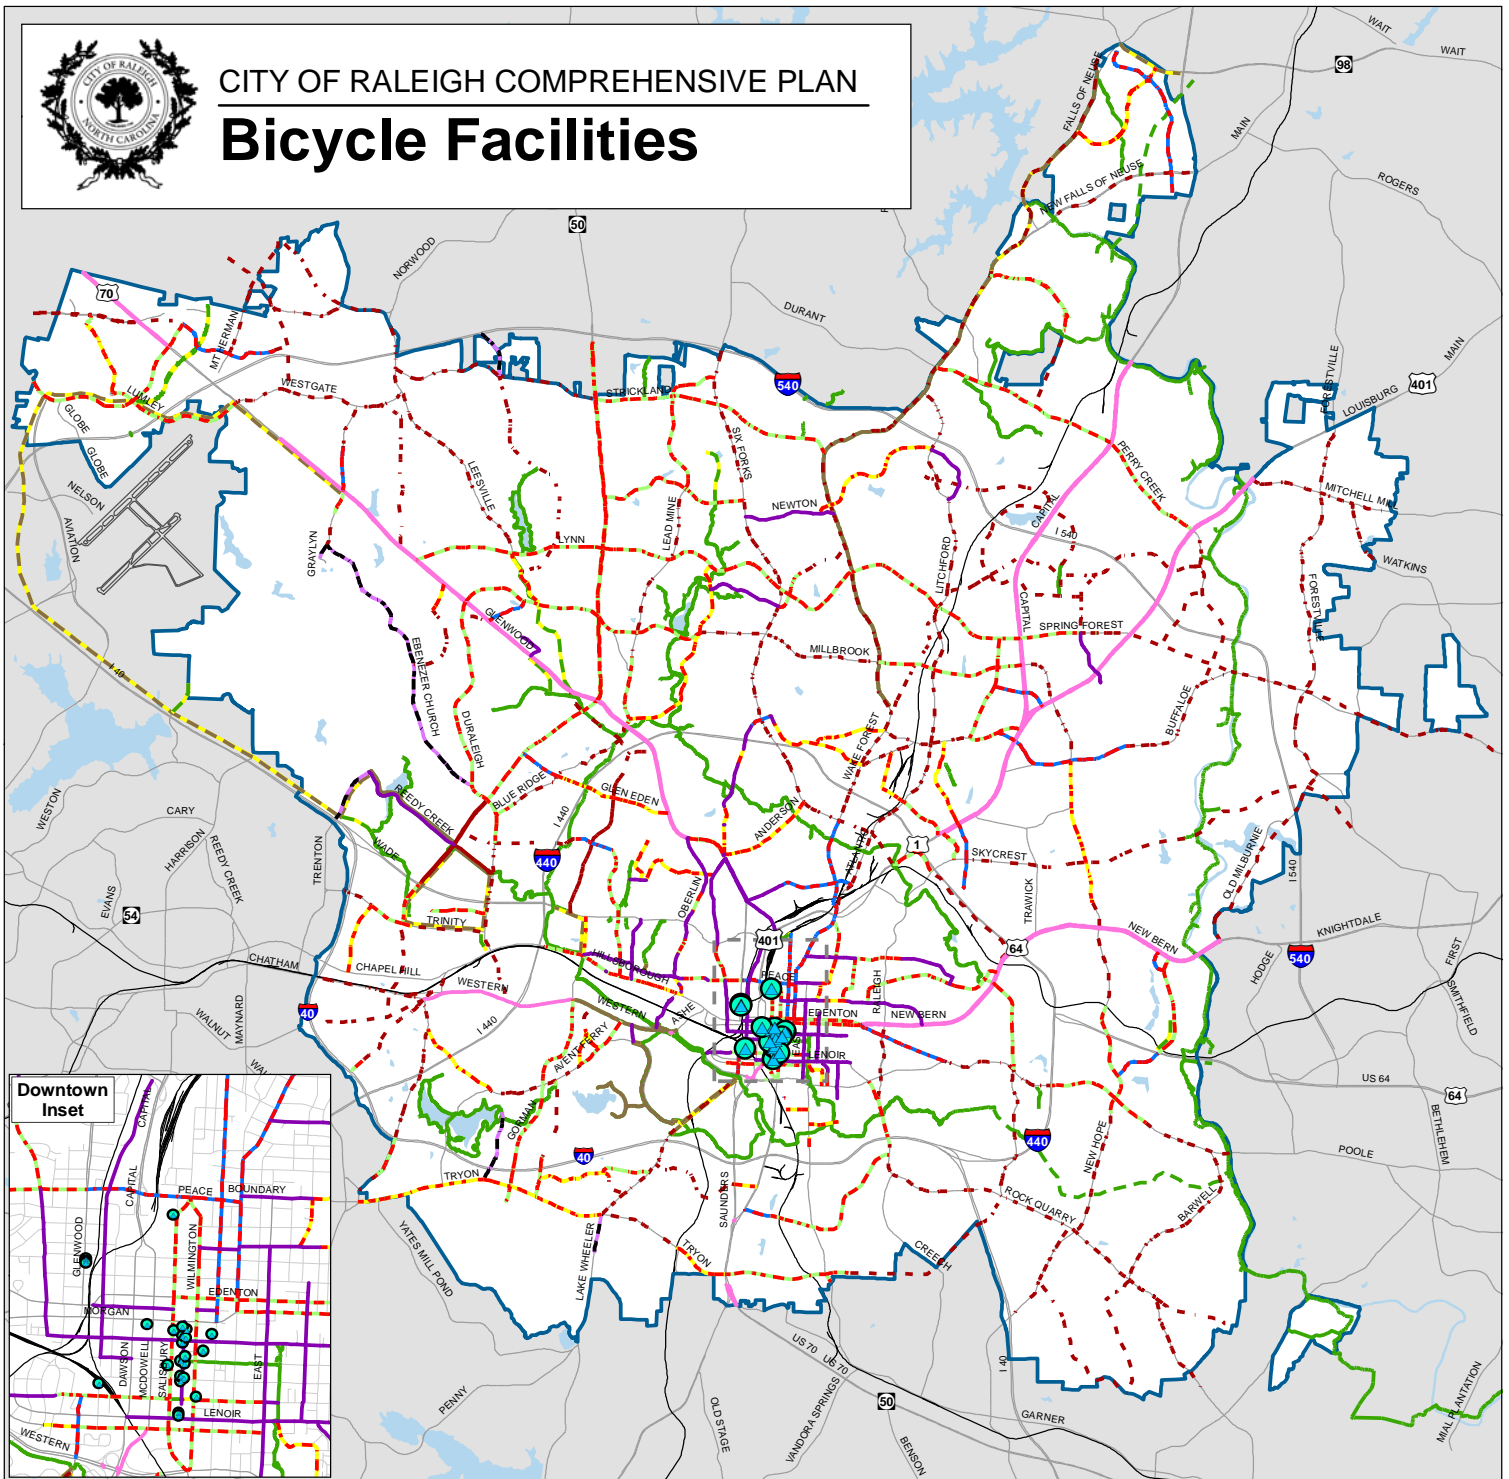 CITY OF RALEIGH
NORTH CAROLINA
CITY OF RALEIGH COMPREHENSIVE PLAN
Bicycle Facilities
WAIT
WAIT
98
FALLS OF NEUSE
MAIN
ROGERS
NEW FALLS OF NEUSE
50
NORWOOD
70
DURANT
MT HERMAN
FORESTVILLE
MAIN
401
LOUISBURG
540
STRICKLAND
WESTGATE
LUMLEY
GLOBE
GLOBE
NELSON
AVIATION
SIX FORKS
LEESVILLE
PERRY CREEK
MITCHELL MILL
NEWTON
LEAD MINE
CAPITAL
I 540
LYNN
GRAYLYN
LITCHFORD
WATKINS
FORESTVILLE
CAPITAL
GLENWOOD
SPRING FOREST
MILLBROOK
EBENEZER CHURCH
I 40
DURALEIGH
BUFFALOE
WAKE FOREST
BLUE RIDGE
GLEN EDEN
REEDY CREEK
WESTON
CARY
HARRISON
REEDY CREEK
I 440
ANDERSON
ATLANTIC
WADE
TRENTON
440
1
SKYCREST
OLD MILBURNIE
I 540
EVANS
54
OBERLIN
TRAWICK
TRINITY
401
64
NEW BERN
KNIGHTDALE
FIRST
540
HODGE
CHATHAM
CHAPEL HILL
HILLSBOROUGH
PEACE
RALEIGH
SMITHFIELD
WESTERN
WESTERN
ASHE
EDENTON
NEW BERN
WALNUT
MAYNARD
40
I 440
AVENT FERRY
EAST
LENOIR
US 64
64
BETHLEHEM
GORMAN
440
NEW HOPE
POOLE
40
TRYON
SAUNDERS
ROCK QUARRY
BARWELL
YATES MILL POND
LAKE WHEELER
TRYON
CREECH
US 70
US 70
I 40
PENNY
OLD STAGE
VANDORA SPRINGS
50
BENSON
GARNER
MIAL PLANTATION
Downtown
Inset
CAPITAL
CAPITAL
PEACE
BOUNDARY
GLENWOOD
WILMINGTON
EDENTON
MORGAN
DAWSON
MCDOWELL
SALISBURY
EAST
LENOIR
WESTERN